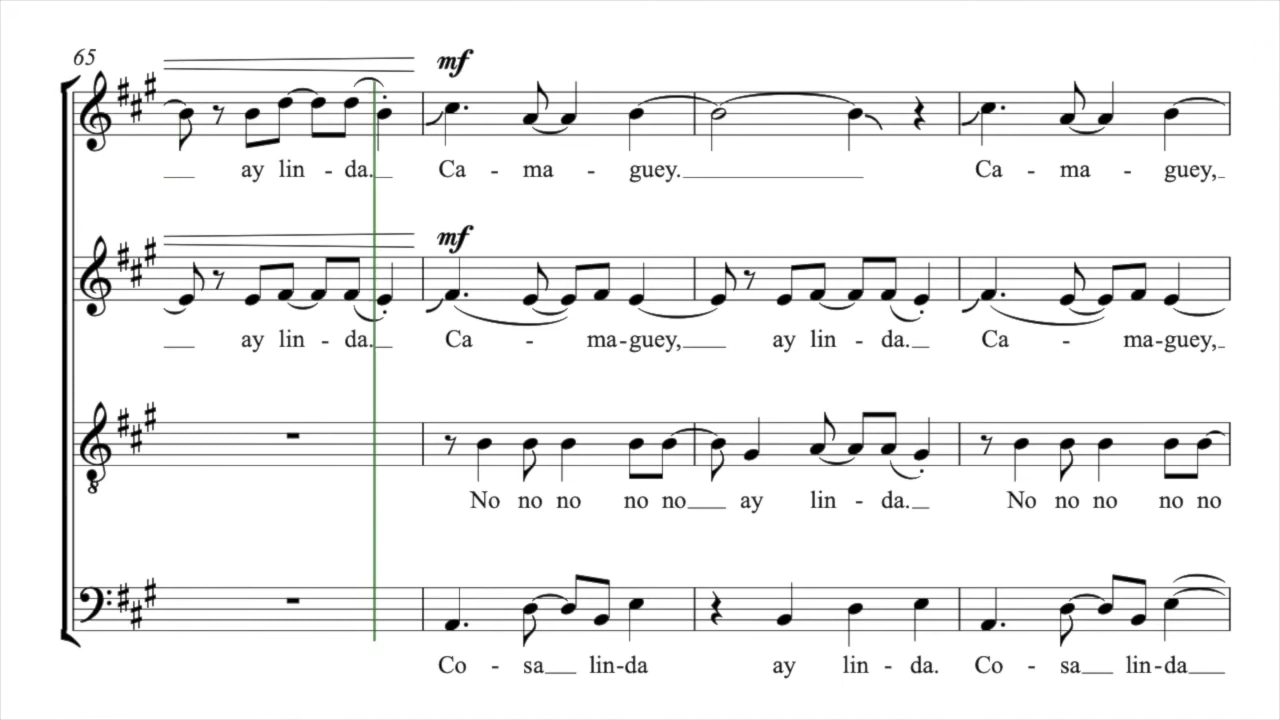 65
mf
ay lin - da. Ca - ma - guey. Ca - ma - guey,
mf
ay lin - da. Ca - ma-guey, ay lin - da. Ca - ma-guey,
No no no no no ay lin - da. No no no no no
Co - sa lin-da ay lin - da. Co - sa lin-da